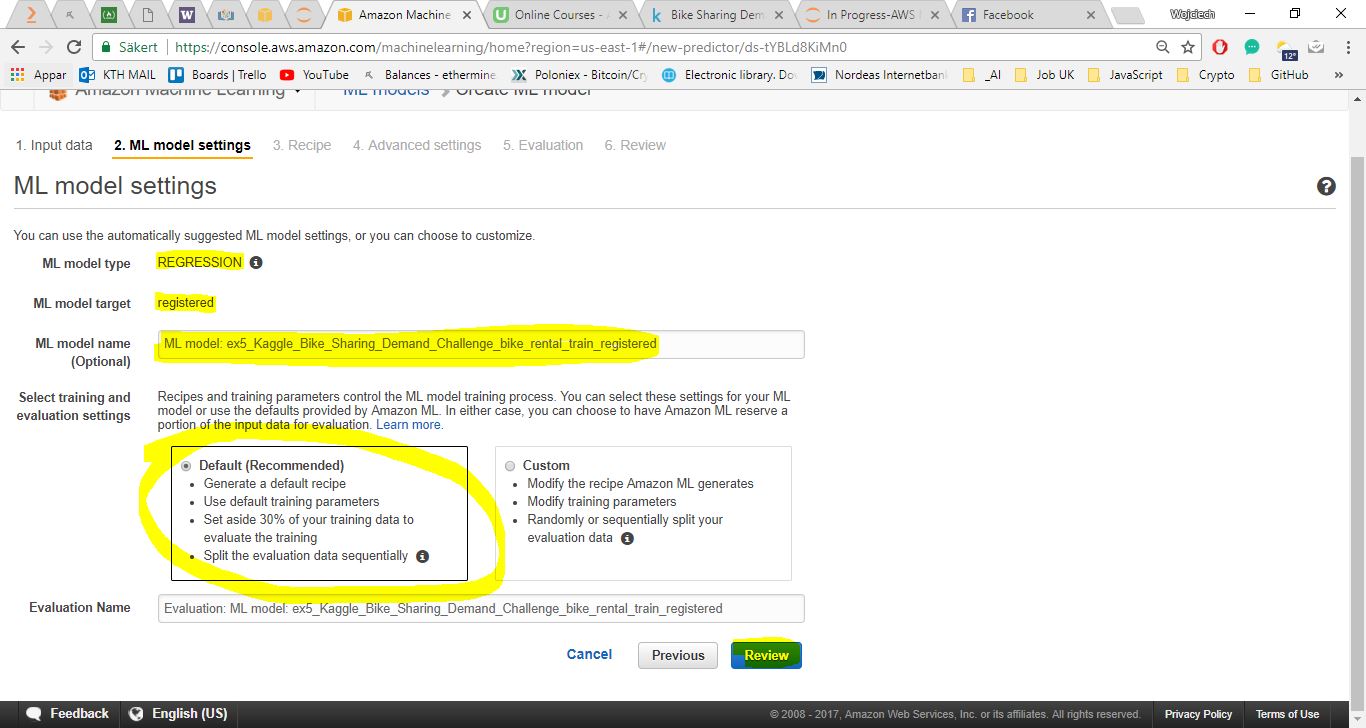 Amazon Machine
Online Courses - A
Bike Sharing Dem
In Progress-AWS
Facebook
Wojciech
Säkert
https://console.aws.amazon.com/machinelearning/home?region=us-east-1#/new-predictor/ds-tYBLd8KiMn0
12°
Appar
KTH MAIL
Boards | Trello
YouTube
Balances - ethermine
Poloniex - Bitcoin/Cry
Electronic library. Do
Nordeas Internetbank
_AI
Job UK
JavaScript
Crypto
GitHub
»
Amazon Machine Learning
ML models
Create ML model
1. Input data 2. ML model settings 3. Recipe 4. Advanced settings 5. Evaluation 6. Review
ML model settings
You can use the automatically suggested ML model settings, or you can choose to customize.
ML model type REGRESSION
ML model target registered
ML model name
(Optional)
ML model: ex5_Kaggle_Bike_Sharing_Demand_Challenge_bike_rental_train_registered
Select training and
evaluation settings
Recipes and training parameters control the ML model training process. You can select these settings for your ML
model or use the defaults provided by Amazon ML. In either case, you can choose to have Amazon ML reserve a
portion of the input data for evaluation. Learn more.
Default (Recommended)
• Generate a default recipe
• Use default training parameters
• Set aside 30% of your training data to
evaluate the training
• Split the evaluation data sequentially
Custom
• Modify the recipe Amazon ML generates
• Modify training parameters
• Randomly or sequentially split your
evaluation data
Evaluation Name Evaluation: ML model: ex5_Kaggle_Bike_Sharing_Demand_Challenge_bike_rental_train_registered
Cancel Previous Review
Feedback English (US) © 2008 - 2017, Amazon Web Services, Inc. or its affiliates. All rights reserved. Privacy Policy Terms of Use